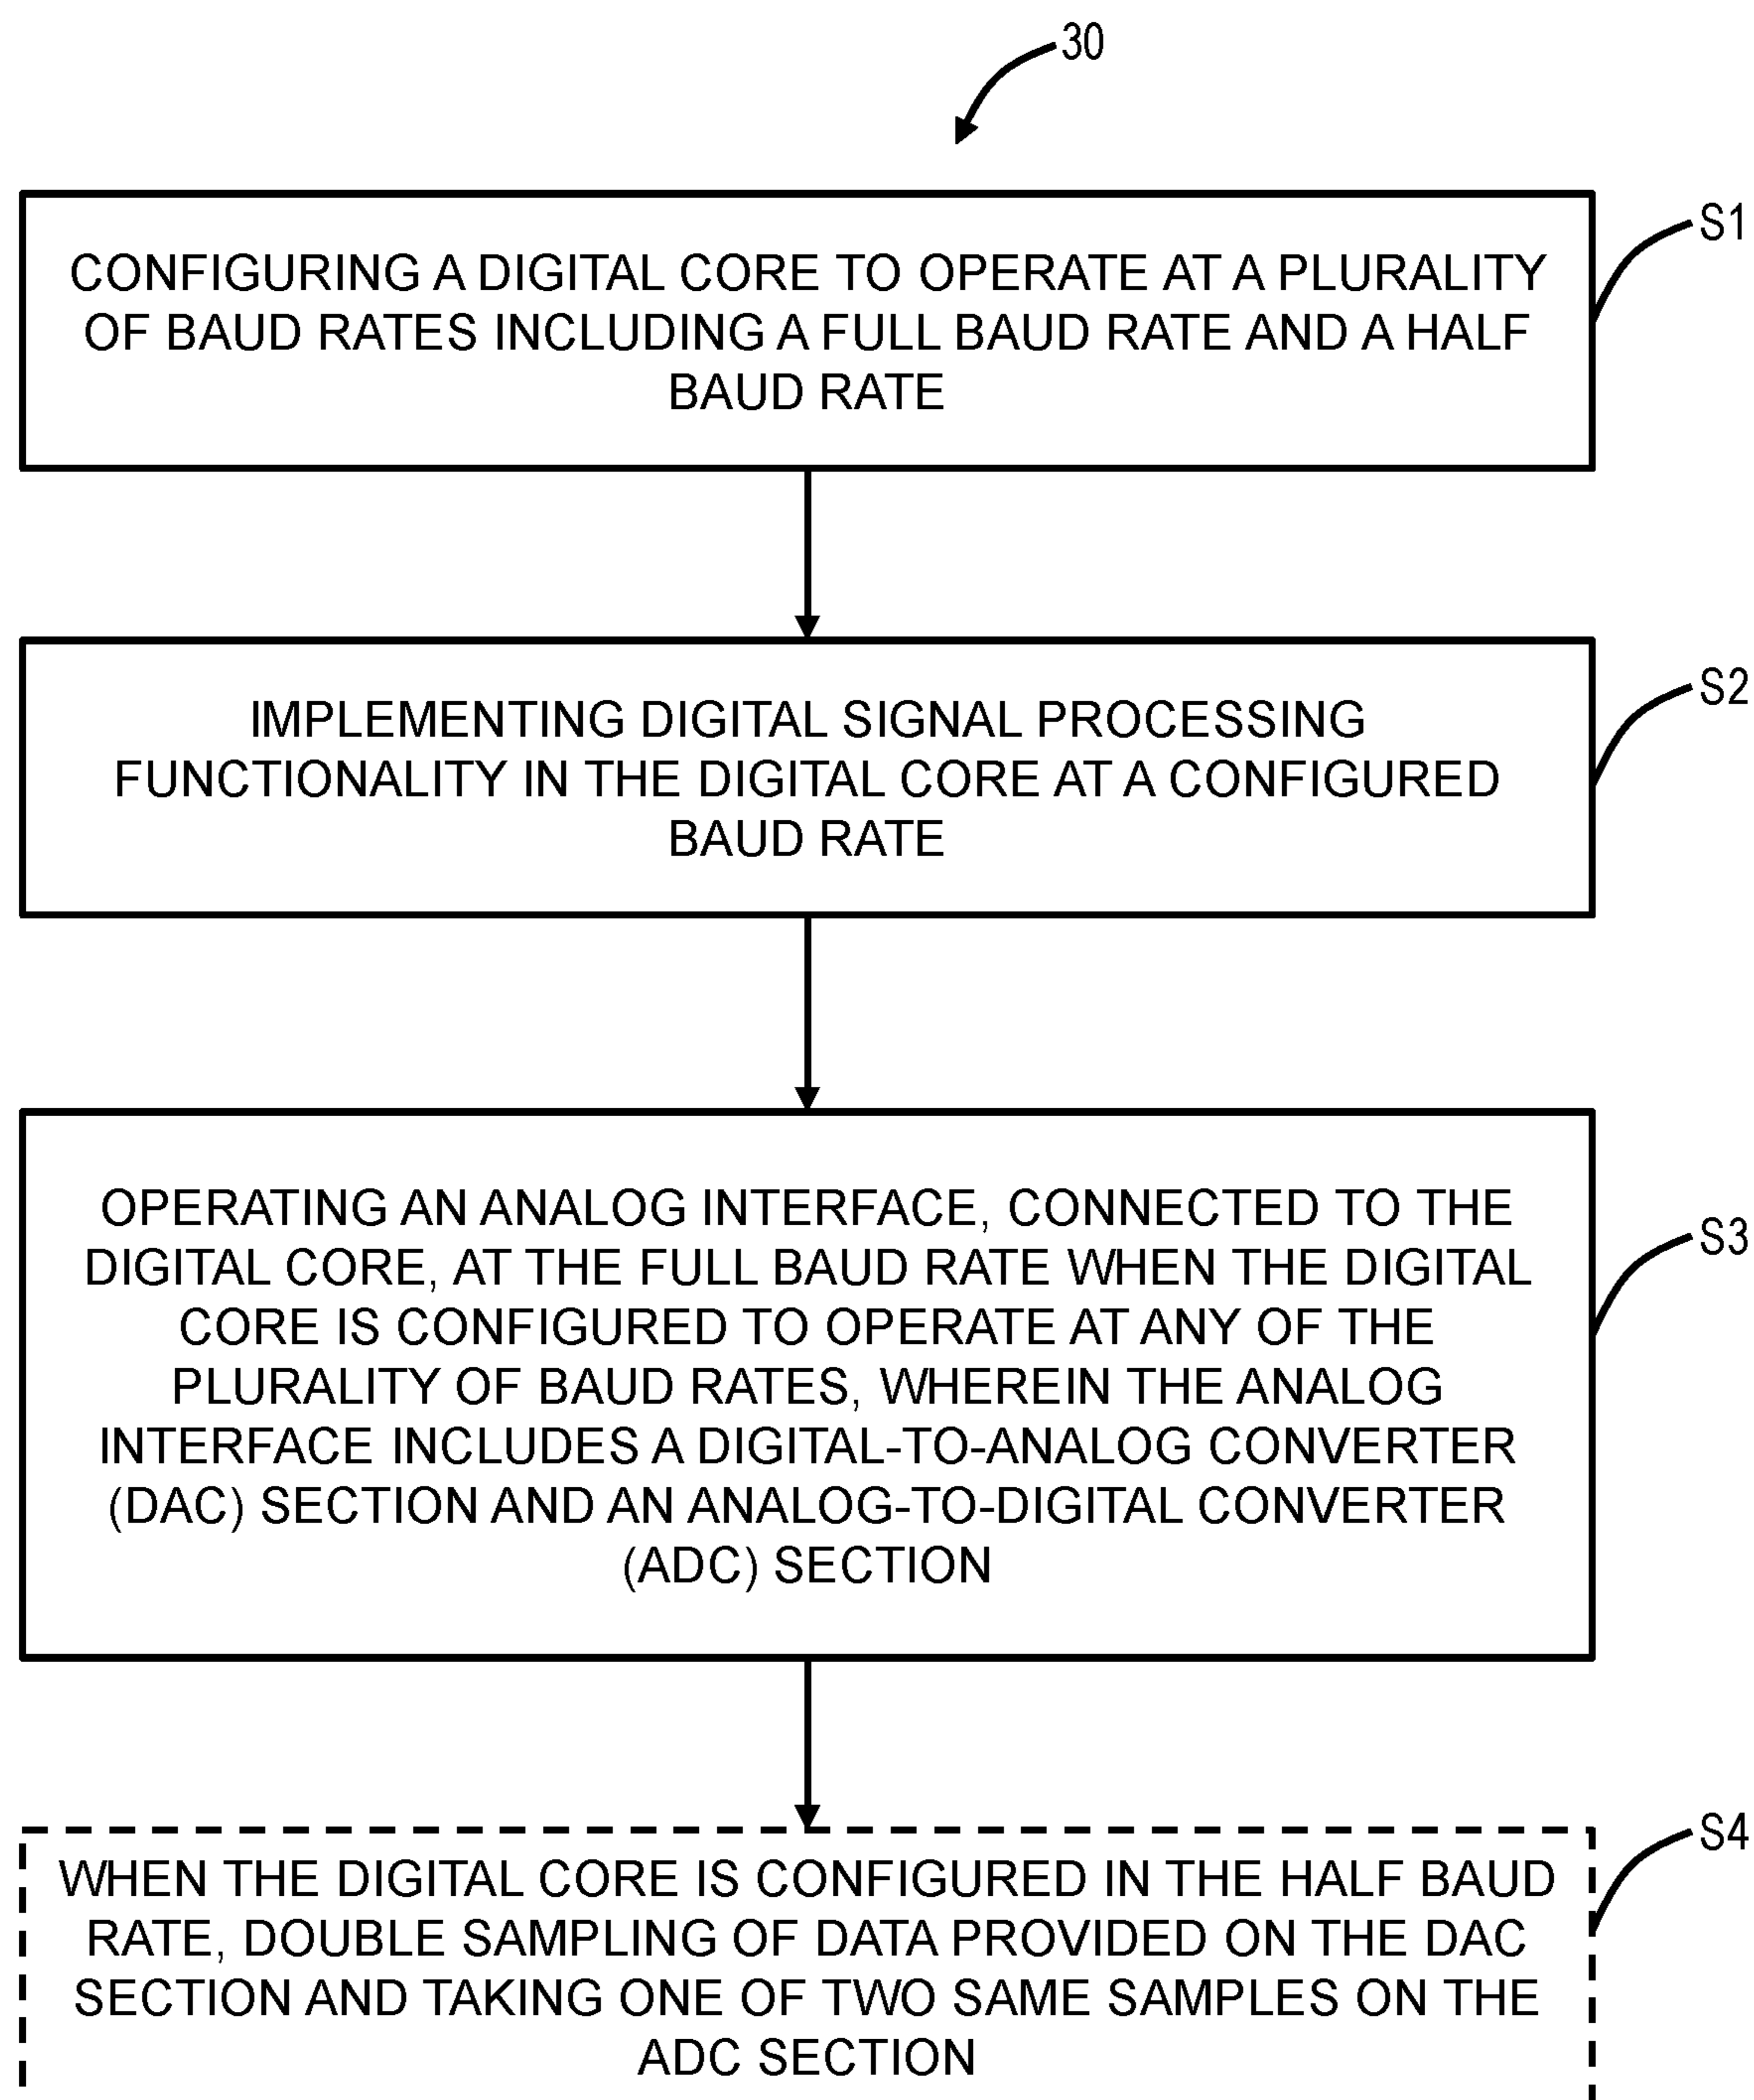 30
S1
CONFIGURING A DIGITAL CORE TO OPERATE AT A PLURALITY
OF BAUD RATES INCLUDING A FULL BAUD RATE AND A HALF
BAUD RATE
S2
IMPLEMENTING DIGITAL SIGNAL PROCESSING
FUNCTIONALITY IN THE DIGITAL CORE AT A CONFIGURED
BAUD RATE
S3
OPERATING AN ANALOG INTERFACE, CONNECTED TO THE
DIGITAL CORE, AT THE FULL BAUD RATE WHEN THE DIGITAL
CORE IS CONFIGURED TO OPERATE AT ANY OF THE
PLURALITY OF BAUD RATES, WHEREIN THE ANALOG
INTERFACE INCLUDES A DIGITAL-TO-ANALOG CONVERTER
(DAC) SECTION AND AN ANALOG-TO-DIGITAL CONVERTER
(ADC) SECTION
S4
WHEN THE DIGITAL CORE IS CONFIGURED IN THE HALF BAUD
RATE, DOUBLE SAMPLING OF DATA PROVIDED ON THE DAC
SECTION AND TAKING ONE OF TWO SAME SAMPLES ON THE
ADC SECTION